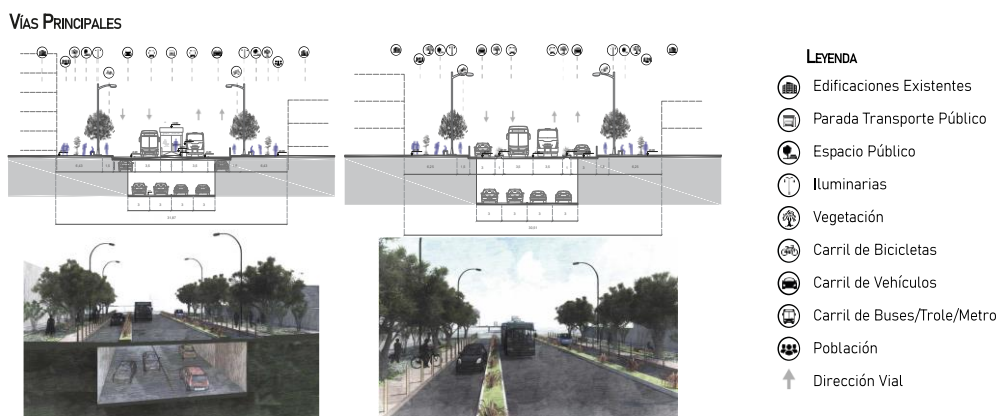 VÍAS PRINCIPALES
LEYENDA
Edificaciones Existentes
Parada Transporte Público
Espacio Público
Iluminarias
Vegetación
Carril de Bicicletas
Carril de Vehículos
Carril de Buses/Trole/Metro
Población
Dirección Vial